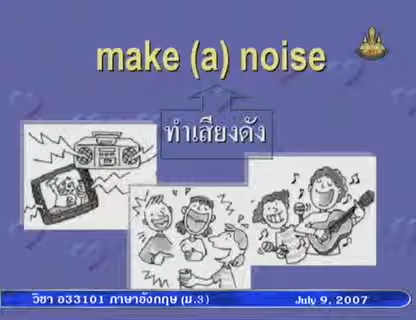 make (a) noise
ทำเสียงดัง
วิชา อ33101 ภาษาอังกฤษ (ม.3)
July 9, 2007